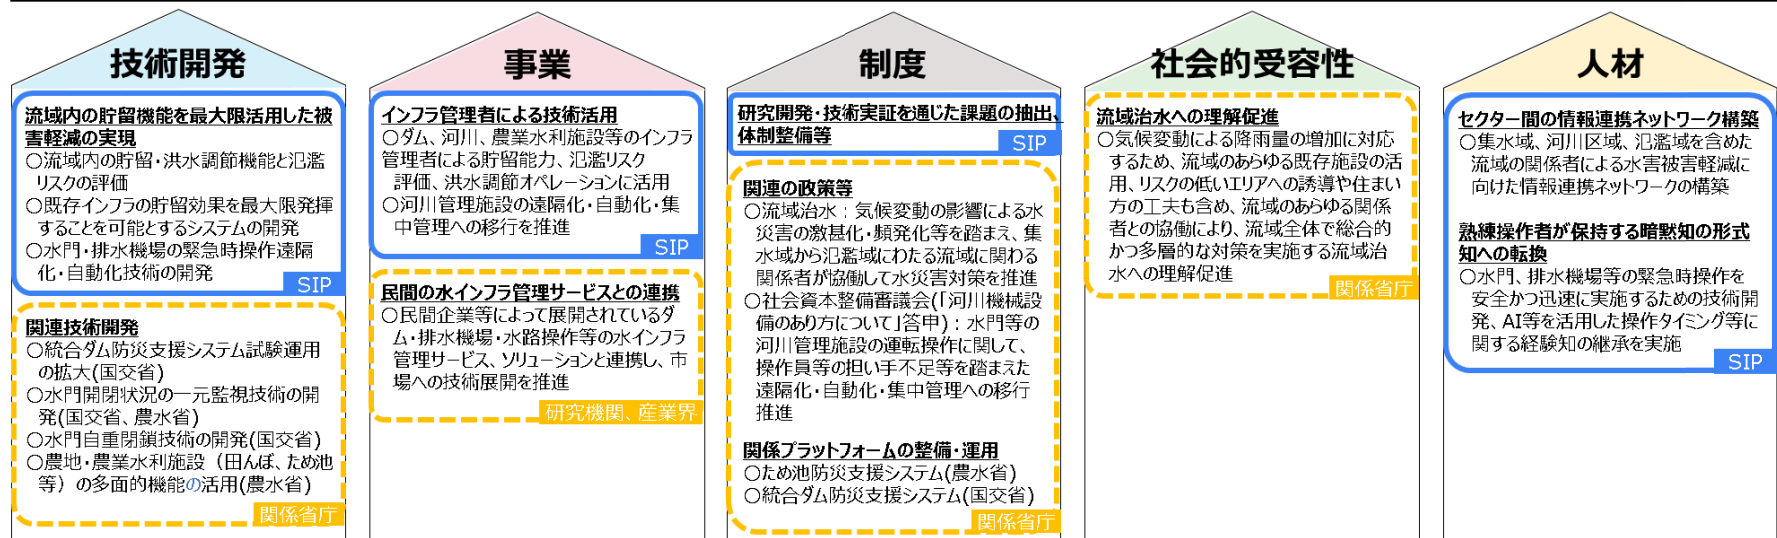 技術開発
流域内の貯留機能を最大限活用した被
害軽減の実現
○流域内の貯留・洪水調節機能と氾濫
リスクの評価
○既存インフラの貯留効果を最大限発揮
することを可能とするシステムの開発
○水門・排水機場の緊急時操作遠隔
化・自動化技術の開発
SIP
関連技術開発
○統合ダム防災支援システム試験運用
の拡大(国交省)
○水門開閉状況の一元監視技術の開
発(国交省、農水省)
○水門自重閉鎖技術の開発(国交省)
○農地・農業水利施設（田んぼ、ため池
等）の多面的機能の活用(農水省)
関係省庁
事業
インフラ管理者による技術活用
○ダム、河川、農業水利施設等のインフラ
管理者による貯留能力、氾濫リスク
評価、洪水調節オペレーションに活用
○河川管理施設の遠隔化・自動化・集
中管理への移行を推進
SIP
民間の水インフラ管理サービスとの連携
○民間企業等によって展開されているダ
ム・排水機場・水路操作等の水インフラ
管理サービス、ソリューションと連携し、市
場への技術展開を推進
研究機関、産業界
制度
研究開発・技術実証を通じた課題の抽出、
体制整備等
SIP
関連の政策等
○流域治水：気候変動の影響による水
災害の激甚化・頻発化等を踏まえ、集
水域から氾濫域にわたる流域に関わる
関係者が協働して水災害対策を推進
○社会資本整備審議会(「河川機械設
備のあり方について」答申)：水門等の
河川管理施設の運転操作に関して、
操作員等の担い手不足等を踏まえた
遠隔化・自動化・集中管理への移行
推進
関係プラットフォームの整備・運用
○ため池防災支援システム(農水省)
○統合ダム防災支援システム(国交省)
関係省庁
社会的受容性
流域治水への理解促進
○気候変動による降雨量の増加に対応
するため、流域のあらゆる既存施設の活
用、リスクの低いエリアへの誘導や住まい
方の工夫も含め、流域のあらゆる関係
者との協働により、流域全体で総合的
かつ多層的な対策を実施する流域治
水への理解促進
関係省庁
人材
セクター間の情報連携ネットワーク構築
○集水域、河川区域、氾濫域を含めた
流域の関係者による水害被害軽減に
向けた情報連携ネットワークの構築
熟練操作者が保持する暗黙知の形式
知への転換
○水門、排水機場等の緊急時操作を
安全かつ迅速に実施するための技術開
発、AI等を活用した操作タイミング等に
関する経験知の継承を実施
SIP